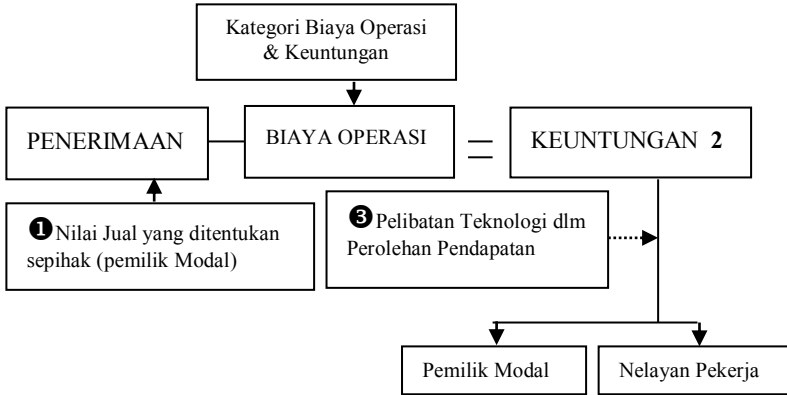 Kategori Biaya Operasi
& Keuntungan
PENERIMAAN
BIAYA OPERASI
=
KEUNTUNGAN 2
❶Nilai Jual yang ditentukan
sepihak (pemilik Modal)
❸Pelibatan Teknologi dlm
Perolehan Pendapatan
Pemilik Modal
Nelayan Pekerja